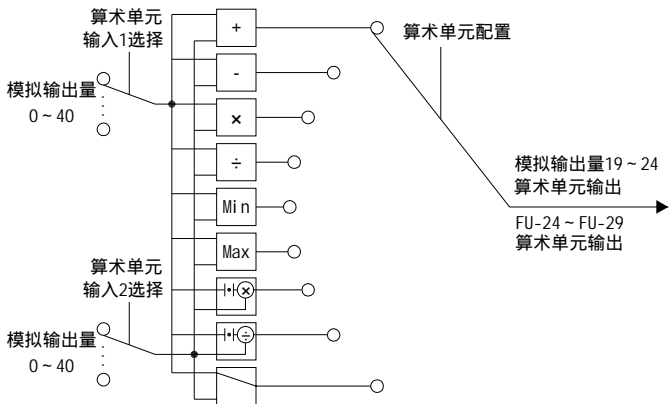 算术单元
输入1选择
模拟输出量
0~40
+
-
×
÷
Min
Max
|•|×
|•|÷
算术单元配置
模拟输出量19~24
算术单元输出
FU-24~FU-29
算术单元输出
算术单元
输入2选择
模拟输出量
0~40